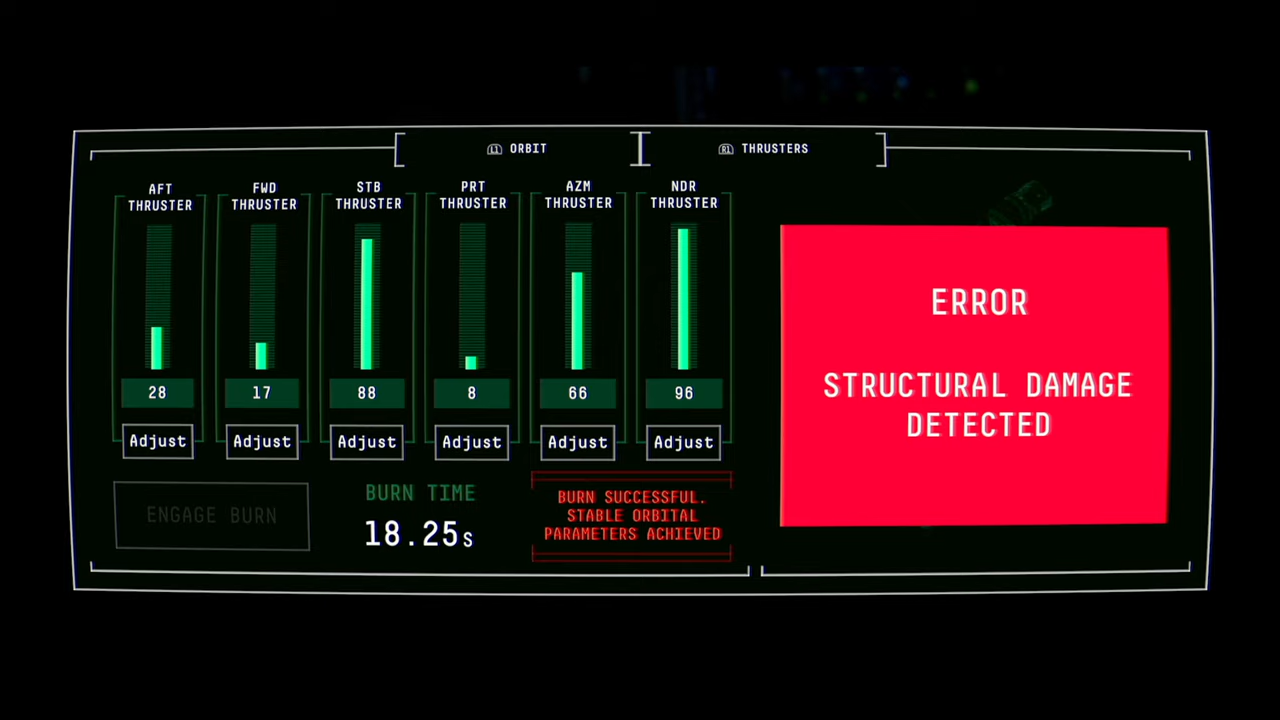 L1 ORBIT
R1 THRUSTERS
AFT
THRUSTER
FWD
THRUSTER
STB
THRUSTER
PRT
THRUSTER
AZM
THRUSTER
NDR
THRUSTER
28
17
88
8
66
96
Adjust
Adjust
Adjust
Adjust
Adjust
Adjust
ENGAGE BURN
BURN TIME
18.25s
BURN SUCCESSFUL.
STABLE ORBITAL
PARAMETERS ACHIEVED
ERROR
STRUCTURAL DAMAGE
DETECTED